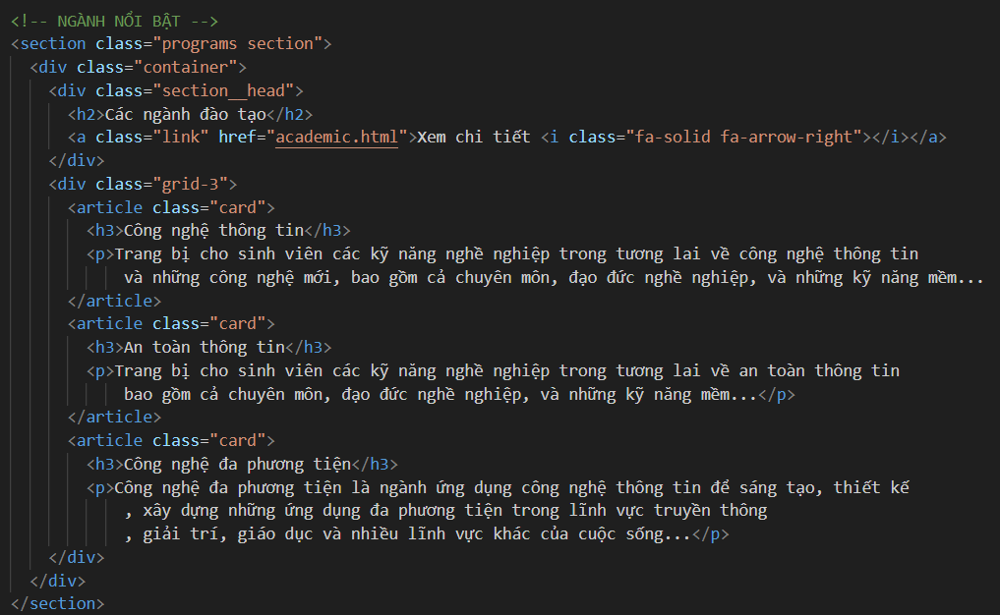 <!-- NGÀNH NỔI BẬT -->
<section class="programs section">
<div class="container">
<div class="section__head">
<h2>Các ngành đào tạo</h2>
<a class="link" href="academic.html">Xem chi tiết <i class="fa-solid fa-arrow-right"></i></a>
</div>
<div class="grid-3">
<article class="card">
<h3>Công nghệ thông tin</h3>
<p>Trang bị cho sinh viên các kỹ năng nghề nghiệp trong tương lai về công nghệ thông tin
và những công nghệ mới, bao gồm cả chuyên môn, đạo đức nghề nghiệp, và những kỹ năng mềm...
</article>
<article class="card">
<h3>An toàn thông tin</h3>
<p>Trang bị cho sinh viên các kỹ năng nghề nghiệp trong tương lai về an toàn thông tin
bao gồm cả chuyên môn, đạo đức nghề nghiệp, và những kỹ năng mềm...</p>
</article>
<article class="card">
<h3>Công nghệ đa phương tiện</h3>
<p>Công nghệ đa phương tiện là ngành ứng dụng công nghệ thông tin để sáng tạo, thiết kế
, xây dựng những ứng dụng đa phương tiện trong lĩnh vực truyền thông
, giải trí, giáo dục và nhiều lĩnh vực khác của cuộc sống...</p>
</div>
</div>
</section>